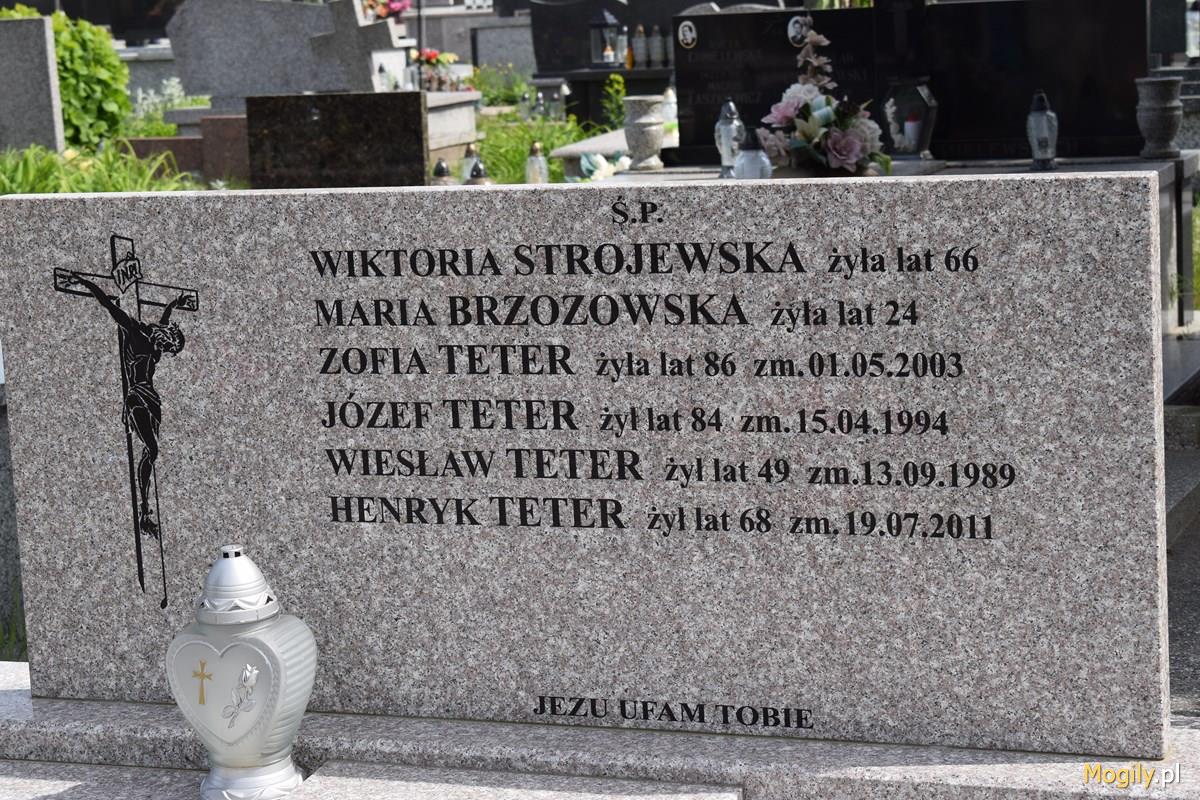 Ś.P.
INRI
WIKTORIA STROJEWSKA żyła lat 66
MARIA BRZOZOWSKA żyła lat 24
ZOFIA TETER żyła lat 86 zm.01.05.2003
JÓZEF TETER żył lat 84 zm.15.04.1994
WIESŁAW TETER żył lat 49 zm.13.09.1989
HENRYK TETER żył lat 68 zm.19.07.2011
JEZU UFAM TOBIE
Mogily.pl